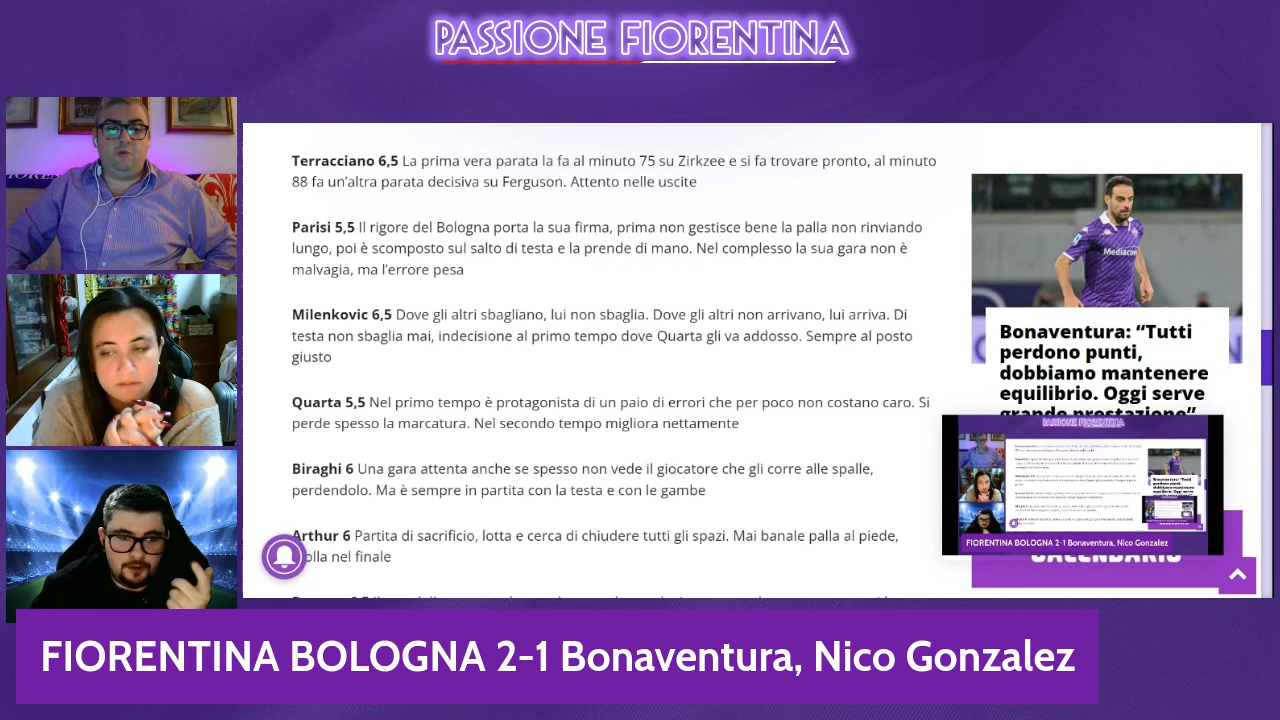 PASSIONE FIORENTINA
Terracciano 6,5 La prima vera parata la fa al minuto 75 su Zirkzee e si fa trovare pronto, al minuto
88 fa un'altra parata decisiva su Ferguson. Attento nelle uscite
Parisi 5,5 Il rigore del Bologna porta la sua firma, prima non gestisce bene la palla non rinviando
lungo, poi è scomposto sul salto di testa e la prende di mano. Nel complesso la sua gara non è
malvagia, ma l'errore pesa
Milenkovic 6,5 Dove gli altri sbagliano, lui non sbaglia. Dove gli altri non arrivano, lui arriva. Di
testa non sbaglia mai, indecisione al primo tempo dove Quarta gli va addosso. Sempre al posto
giusto
Quarta 5,5 Nel primo tempo è protagonista di un paio di errori che per poco non costano caro. Si
perde spesso la marcatura. Nel secondo tempo migliora nettamente
Biraghi 6 Una gara attenta anche se spesso non vede il giocatore che gli corre alle spalle,
perdendolo. Ma è sempre in partita con la testa e con le gambe
Arthur 6 Partita di sacrificio, lotta e cerca di chiudere tutti gli spazi. Mai banale palla al piede,
olla nel finale
Mediacom
Bonaventura: “Tutti
perdono punti,
dobbiamo mantenere
equilibrio. Oggi serve
grande prestazione”
PASSIONE FIORENTINA
FIORENTINA BOLOGNA 2-1 Bonaventura, Nico Gonzalez
CALENDARIO
FIORENTINA BOLOGNA 2-1 Bonaventura, Nico Gonzalez